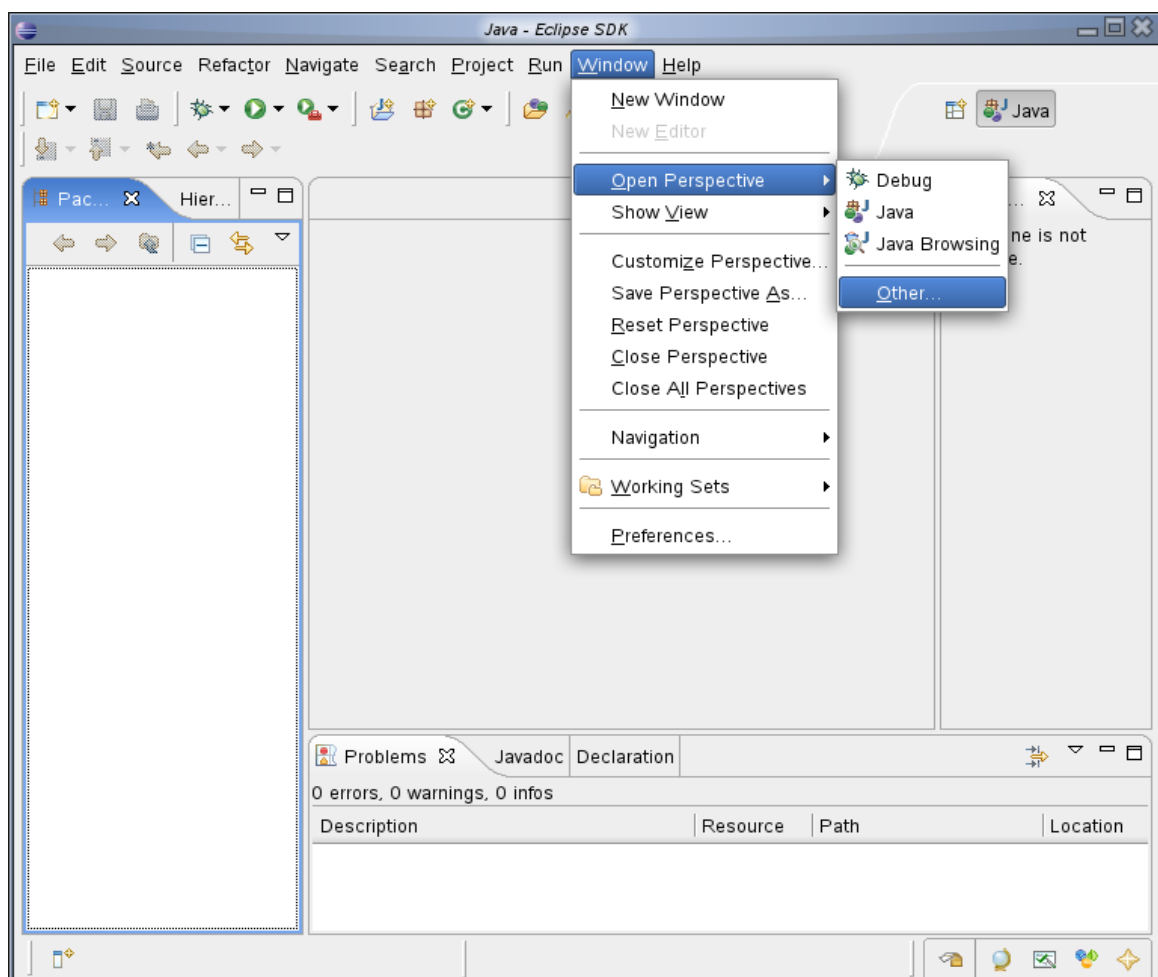 Java - Eclipse SDK
File Edit Source Refactor Navigate Search Project Run Window Help
Java
New Window
New Editor
Open Perspective
Show View
Customize Perspective...
Save Perspective As...
Reset Perspective
Close Perspective
Close All Perspectives
Navigation
Working Sets
Preferences...
Debug
Java
Java Browsing
Other...
Pac... Hier...
... 
ne is not
e.
Problems Javadoc Declaration
0 errors, 0 warnings, 0 infos
Description Resource Path Location